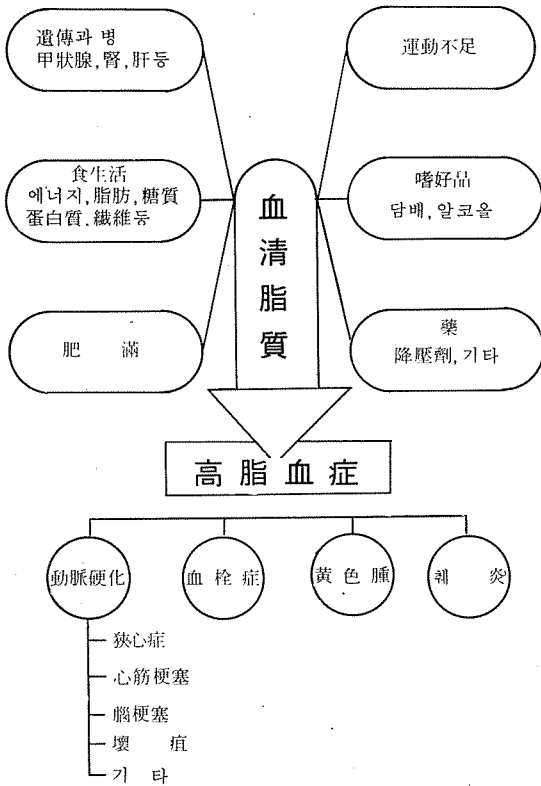 遺傳과 병
甲狀腺, 腎, 肝등
運動不足
食生活
에너지, 脂肪, 糖質
蛋白質, 纖維등
嗜好品
담배, 알코올
肥 滿
藥
降壓劑, 기타
血清脂質
高脂血症
動脈硬化
血栓症
黄色腫
췌 炎
狹心症
心筋梗塞
腦梗塞
壞 疽
기 타